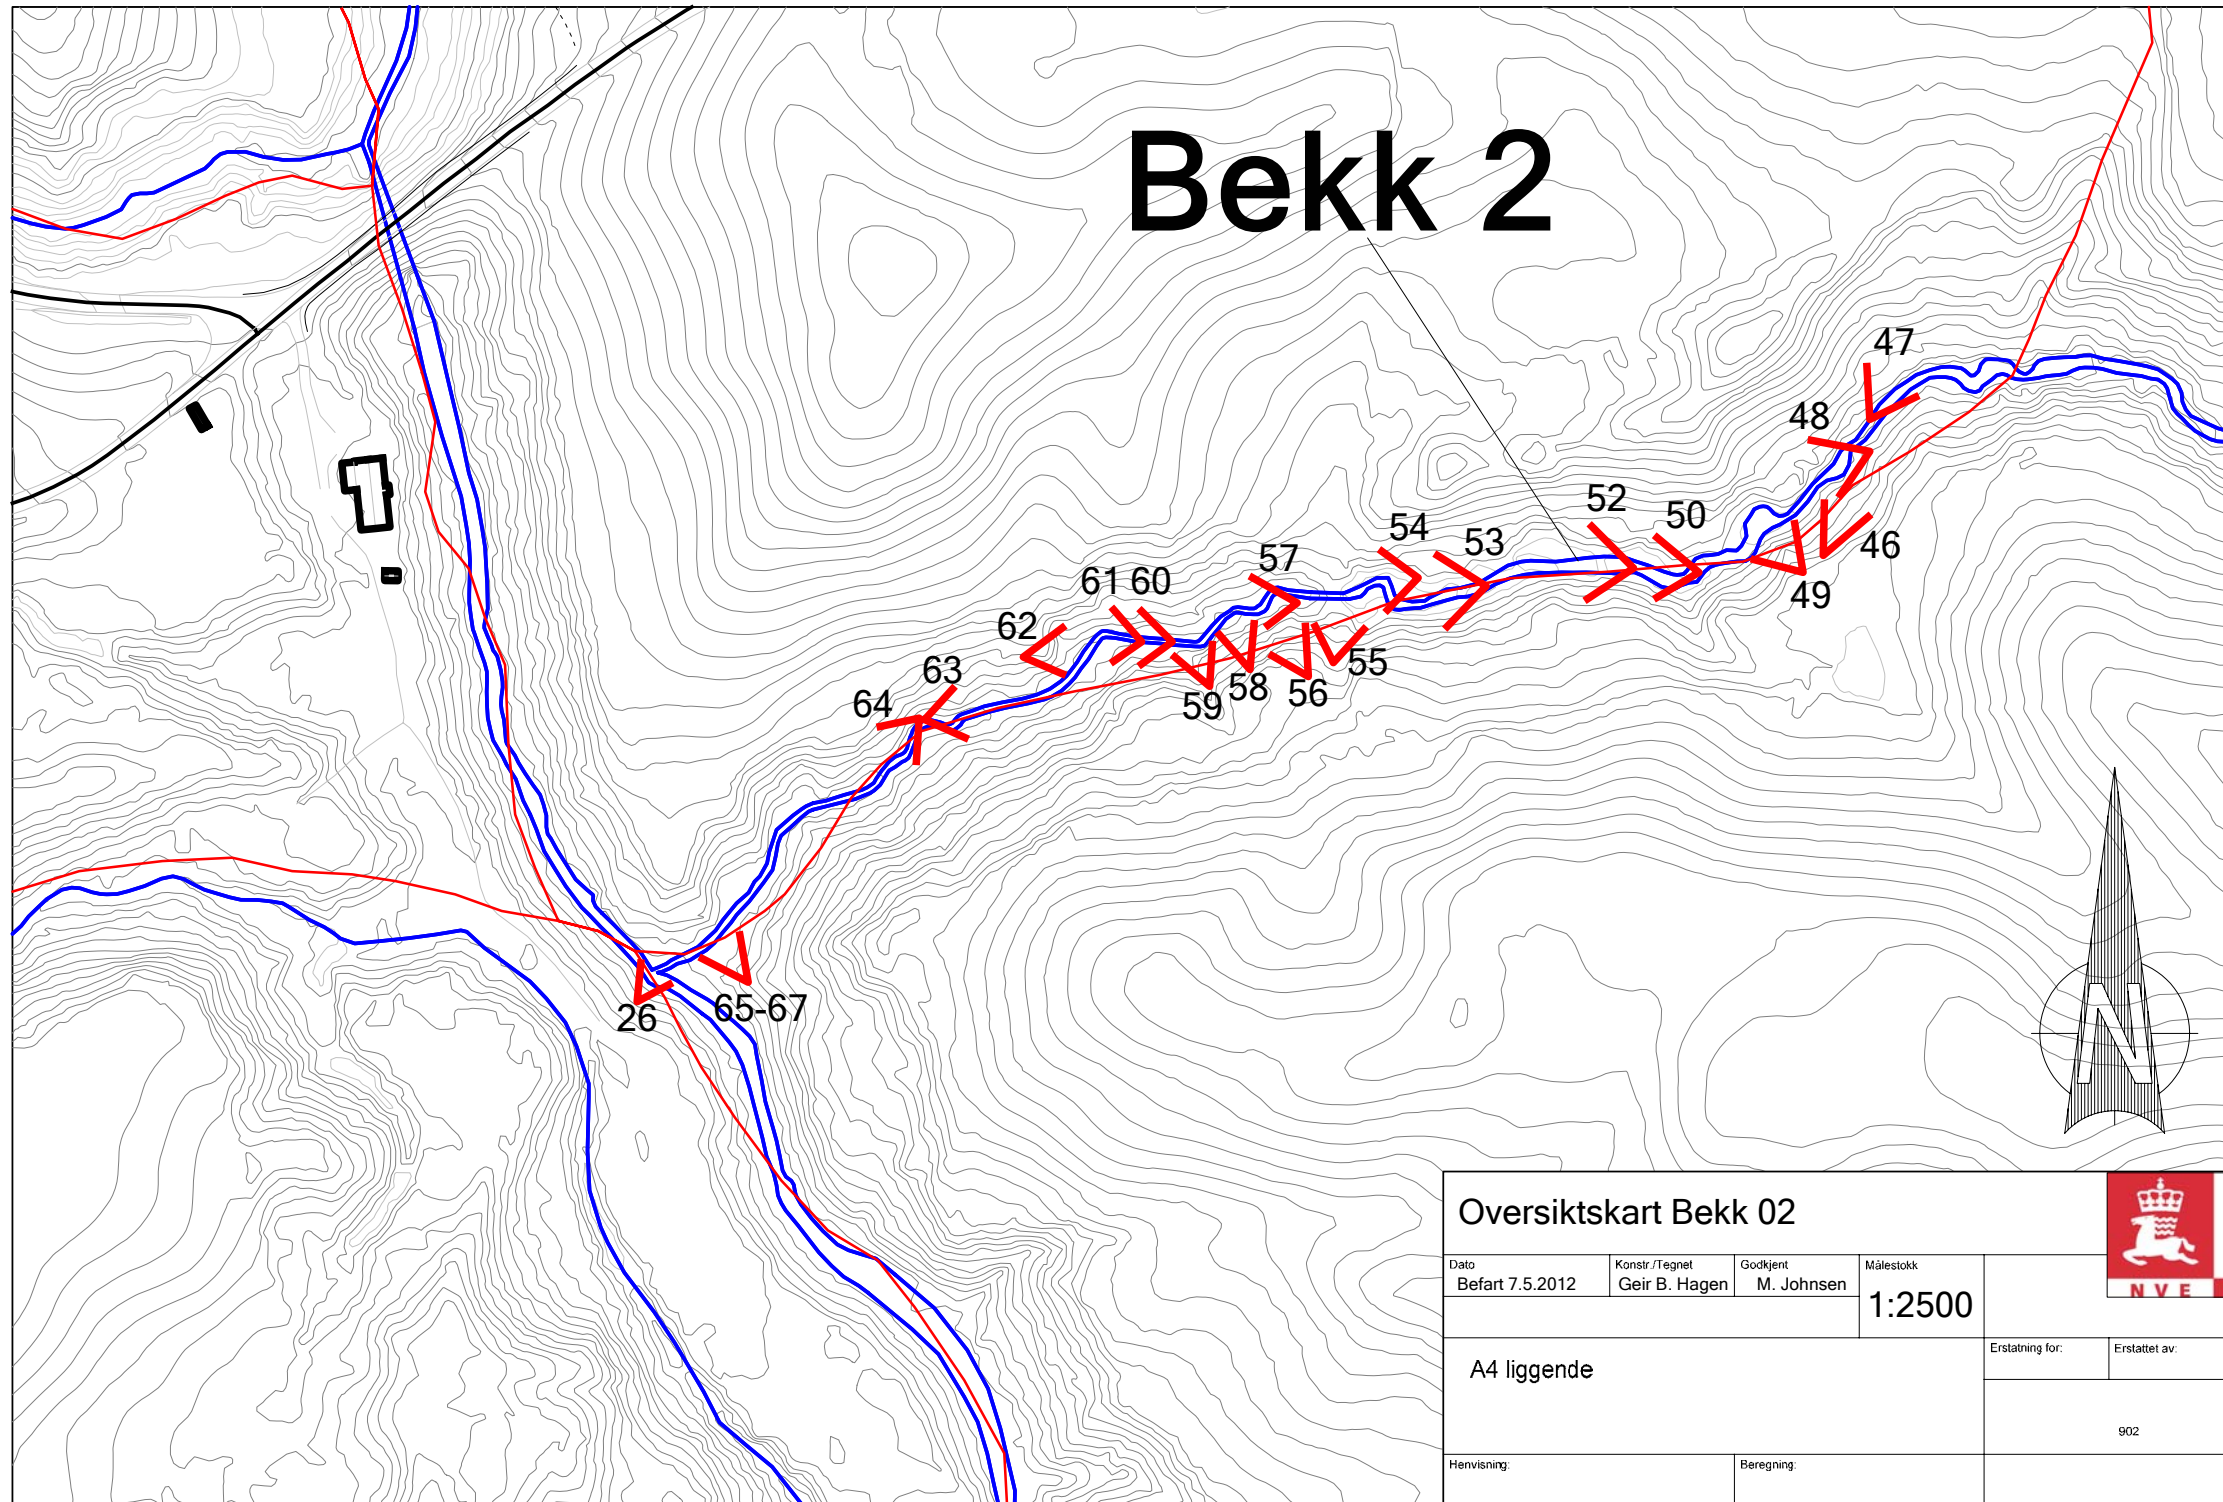 Bekk 2
47
48
52
50
54
53
46
57
49
61 60
62
55
63
58
56
59
64
65-67
26
N
Oversiktskart Bekk 02
Dato
Konstr./Tegnet
Godkjent
Målestokk
Befart 7.5.2012
Geir B. Hagen
M. Johnsen
1:2500
NVE
Erstatning for:
Erstattet av:
A4 liggende
902
Henvisning:
Beregning: